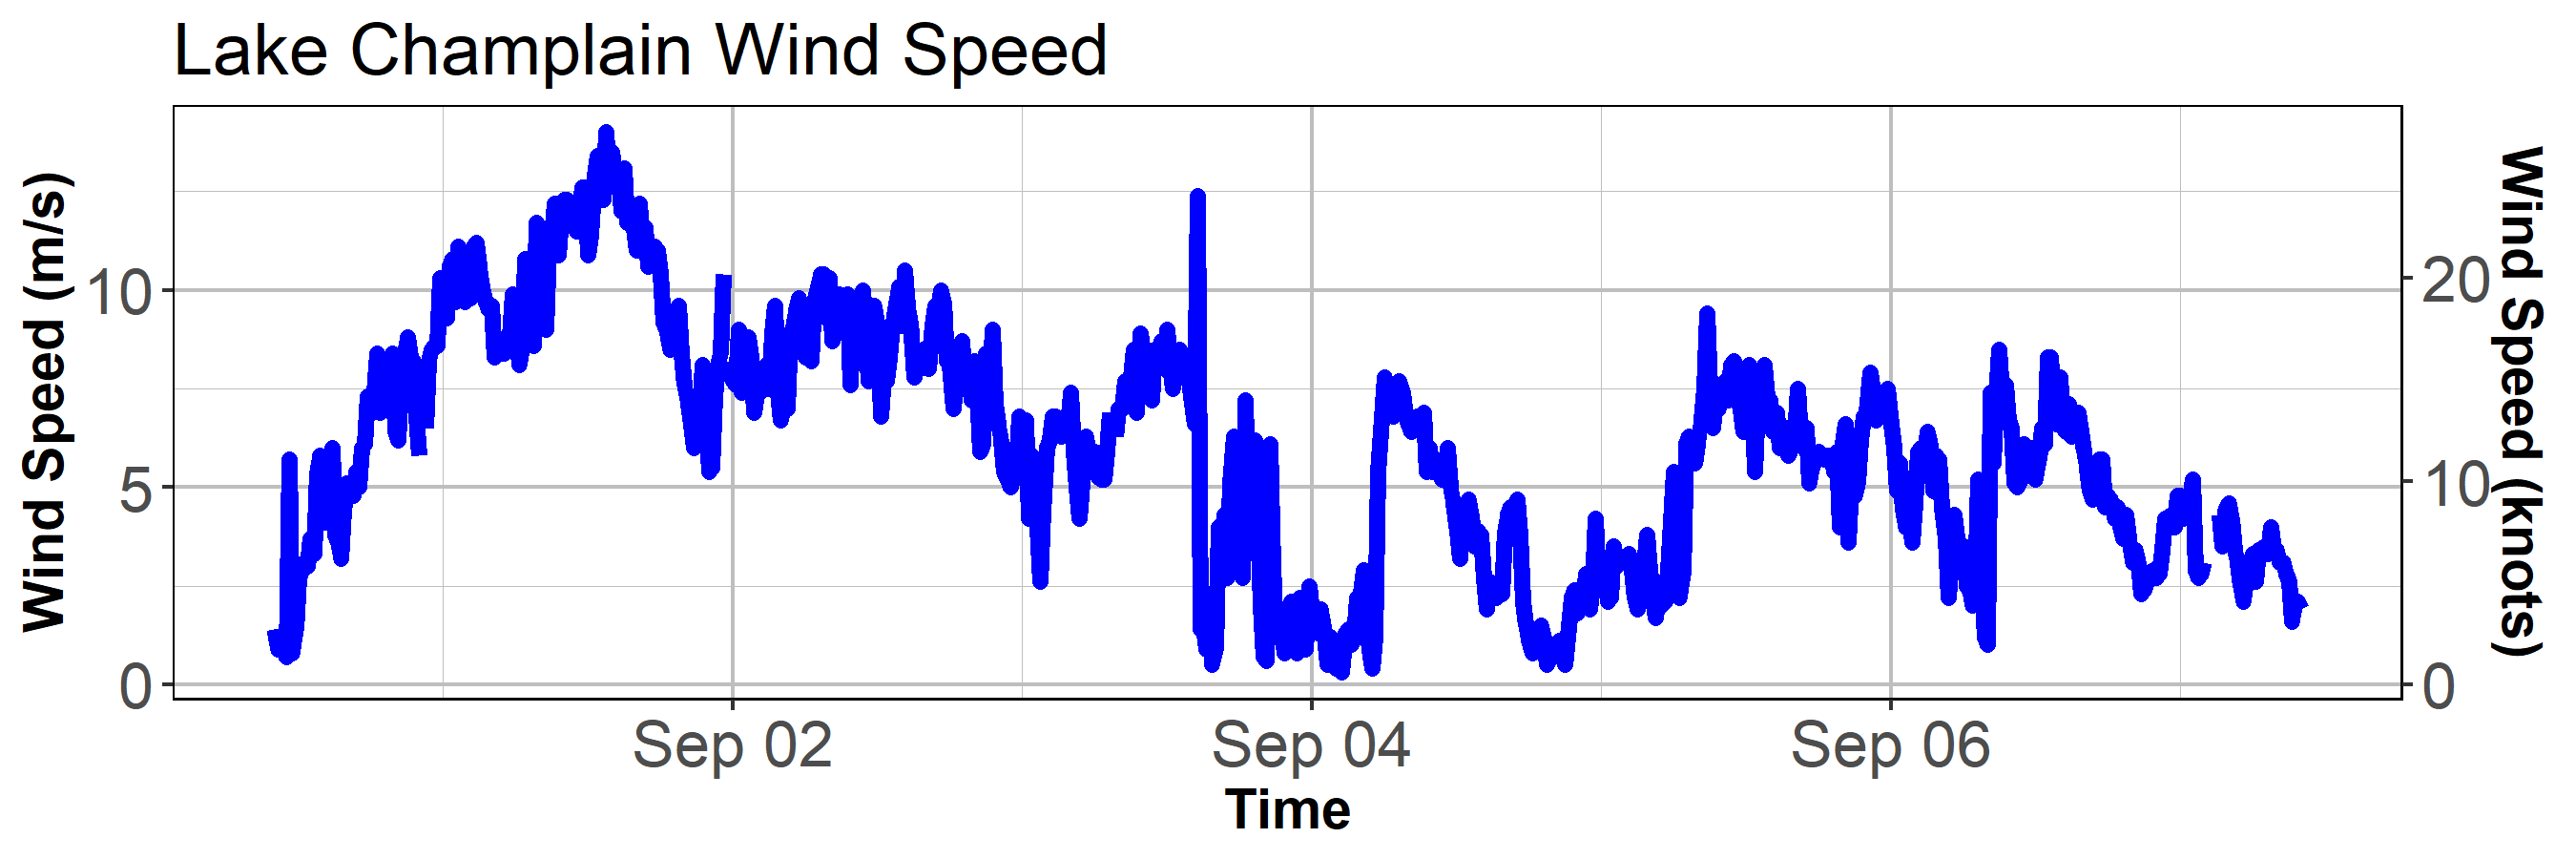 Lake Champlain Wind Speed
Wind Speed (m/s)
10
5
0
20
10
0
Wind Speed (knots)
Sep 02
Sep 04
Sep 06
Time